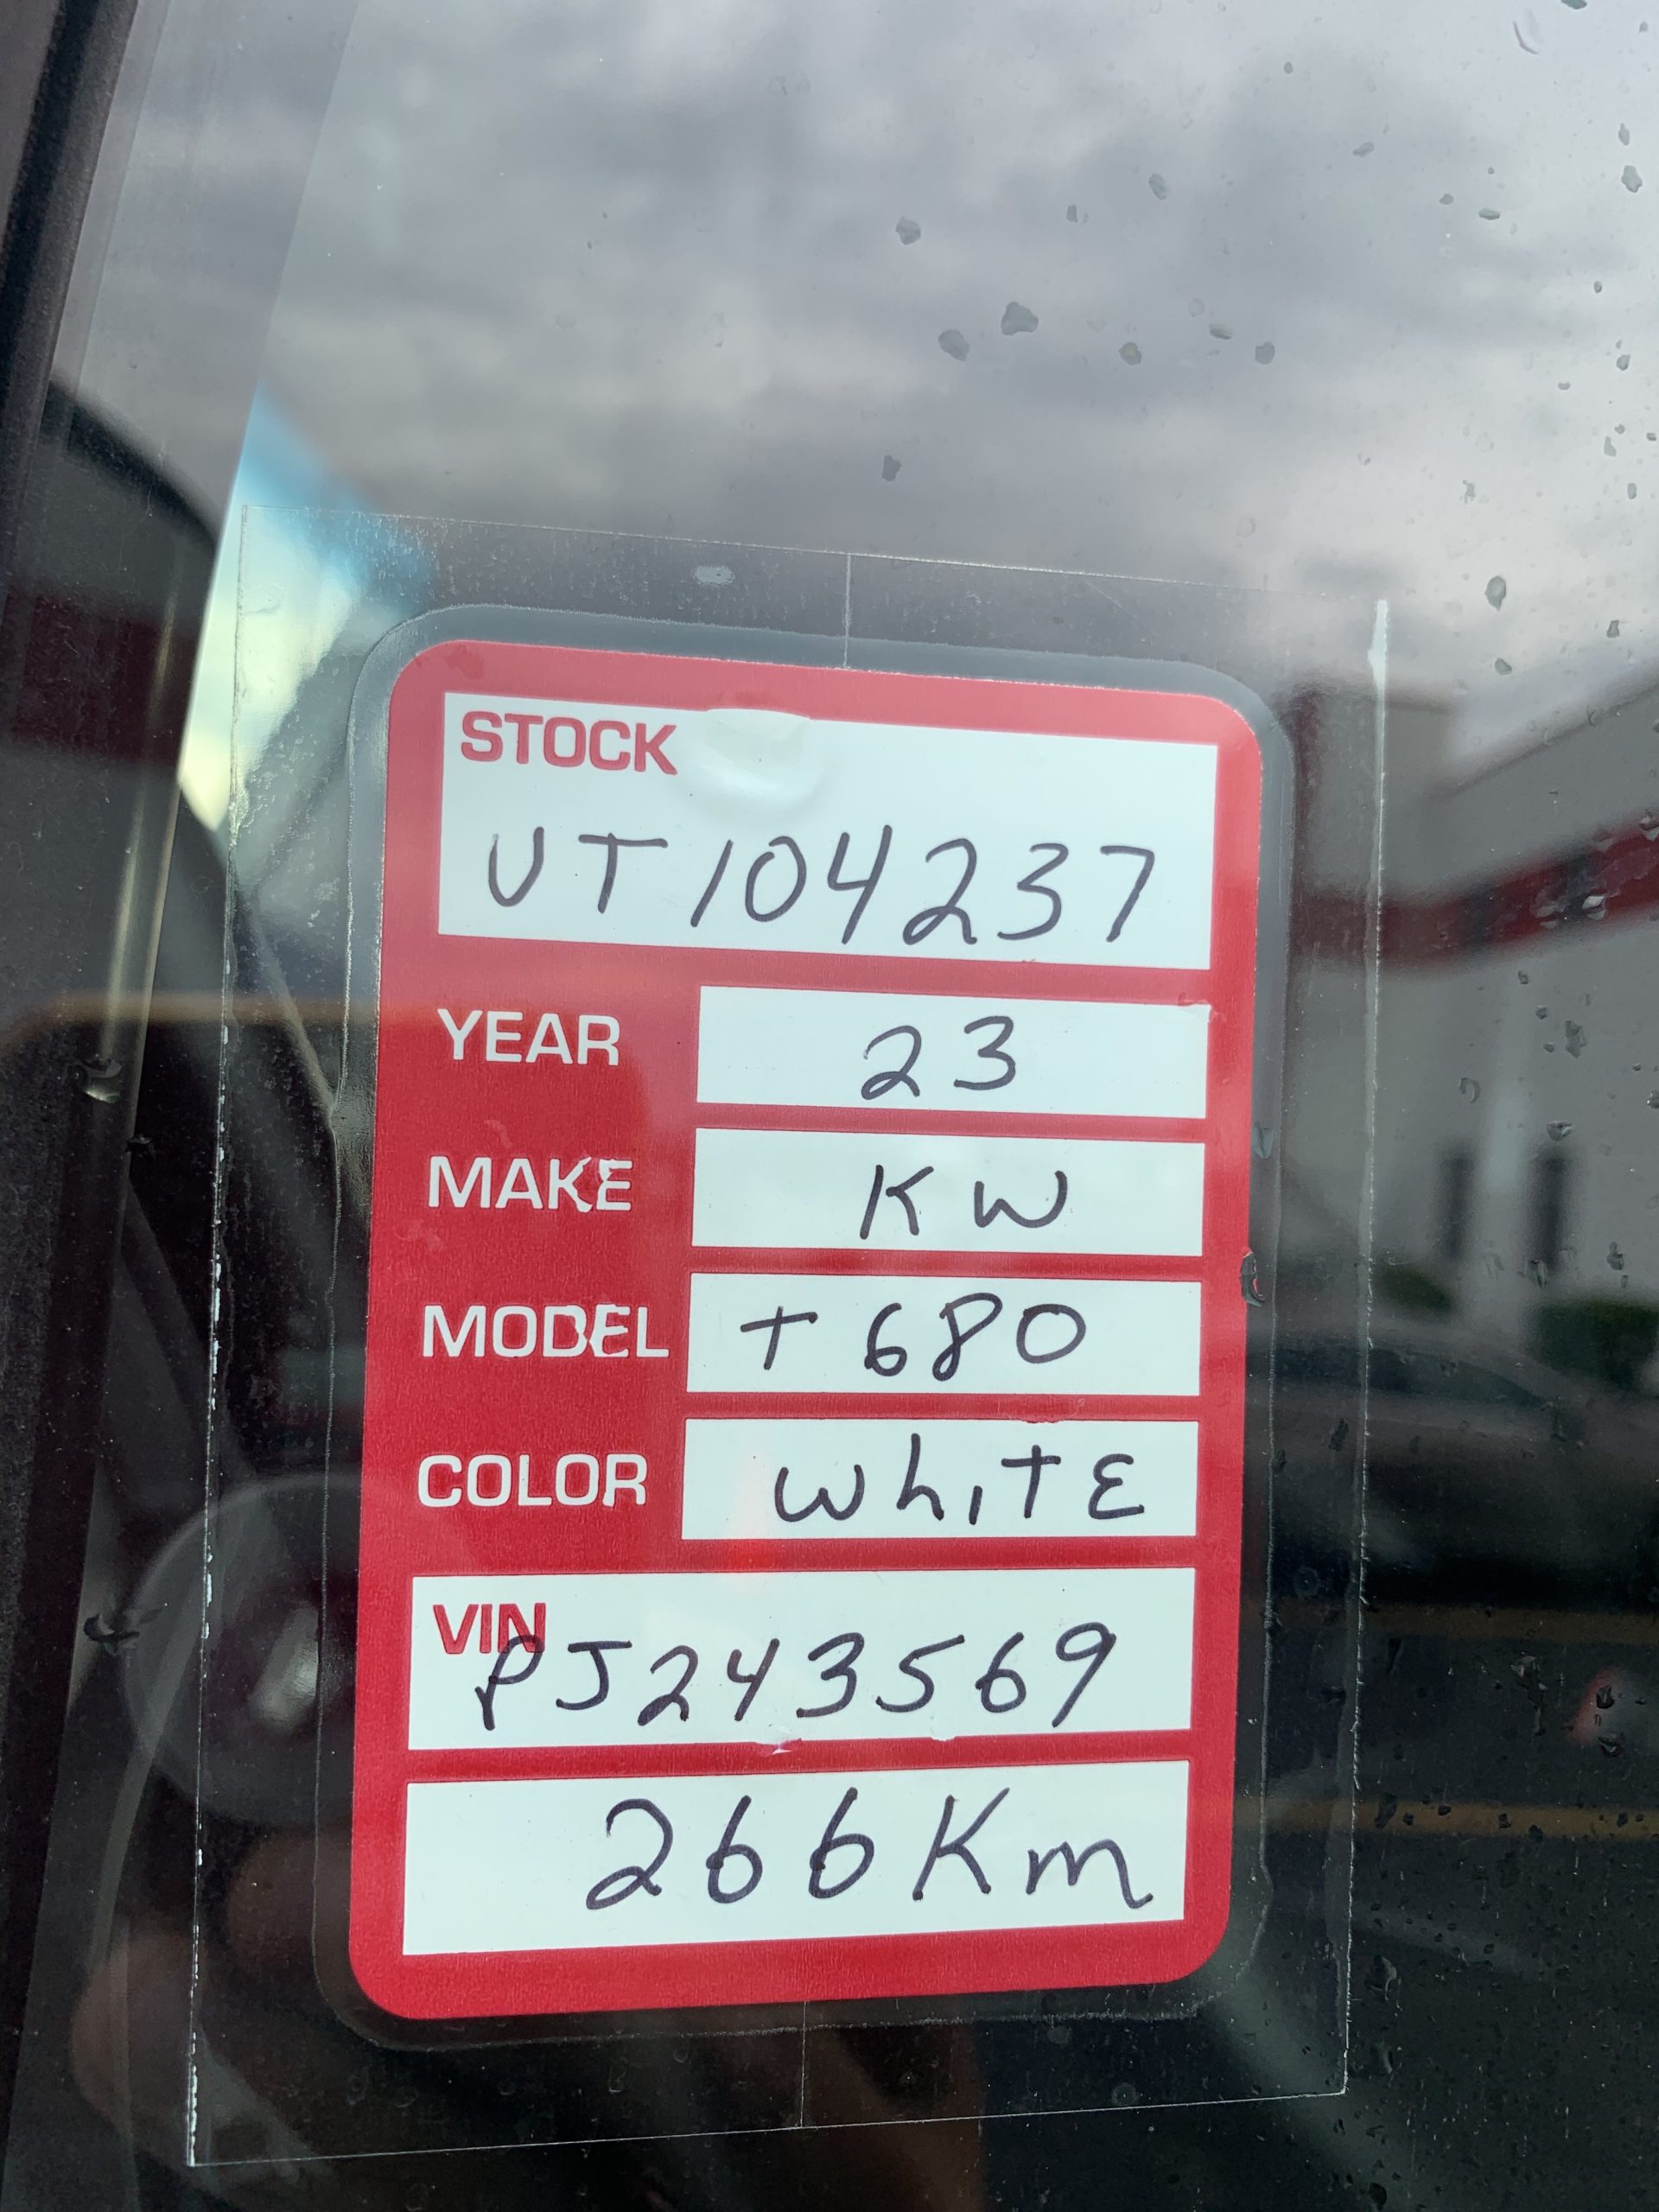 STOCK
UT104237
YEAR 23
MAKE KW
MODEL T680
COLOR WhiTE
VIN
PJ243569
266Km